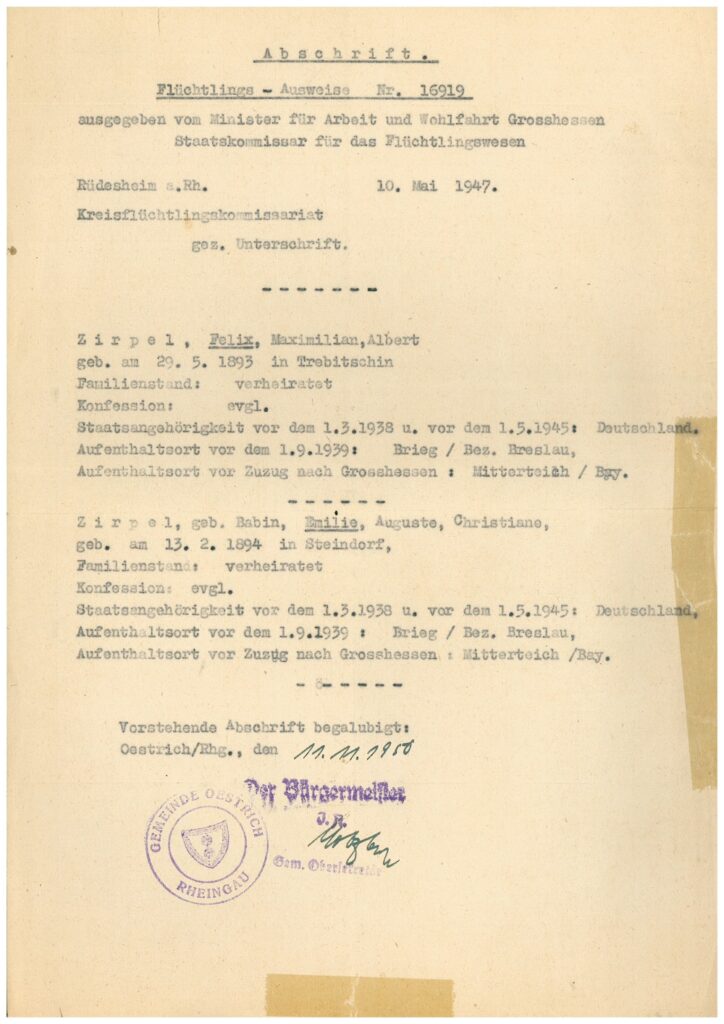 Abschrift.
Flüchtlings - Ausweise Nr. 16919
ausgegeben vom Minister für Arbeit und Wohlfahrt Grosshessen
Staatskommissar für das Flüchtlingswesen
Rüdesheim a.Rh. 10. Mai 1947.
Kreisflüchtlingskommissariat
gez. Unterschrift.
- - - - - - -
Zirpel, Felix, Maximilian,Albert
geb. am 29. 5. 1893 in Trebitschin
Familienstand: verheiratet
Konfession: evgl.
Staatsangehörigkeit vor dem 1.3.1938 u. vor dem 1.5.1945: Deutschland.
Aufenthaltsort vor dem 1.9.1939: Brieg / Bez. Breslau,
Aufenthaltsort vor Zuzug nach Grosshessen : Mitterteich / Bay.
- - - - - -
Zirpel, geb. Babin, Emilie, Auguste, Christiane,
geb. am 13. 2. 1894 in Steindorf,
Familienstand: verheiratet
Konfession: evgl.
Staatsangehörigkeit vor dem 1.3.1938 u. vor dem 1.5.1945: Deutschland,
Aufenthaltsort vor dem 1.9.1939 : Brieg / Bez. Breslau,
Aufenthaltsort vor Zuzug nach Grosshessen : Mitterteich /Bay.
- 8- - - - -
Vorstehende Abschrift begalubigt:
Oestrich/Rhg., den 11.11.1950
Der Bürgermeister
J.A.
Gem. Obersekretär
GEMEINDE OESTRICH
RHEINGAU